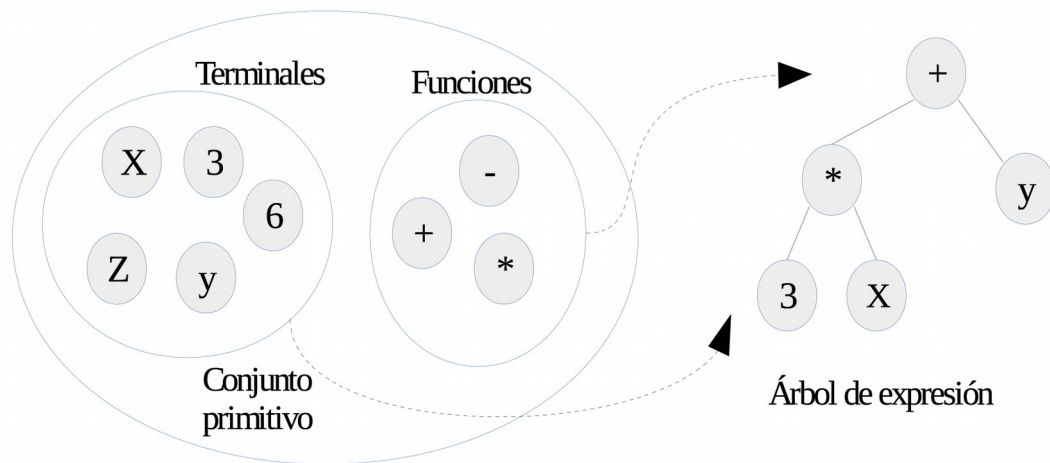 Terminales
Funciones
X
3
6
Z
y
-
+
*
Conjunto
primitivo
+
*
y
3
X
Árbol de expresión